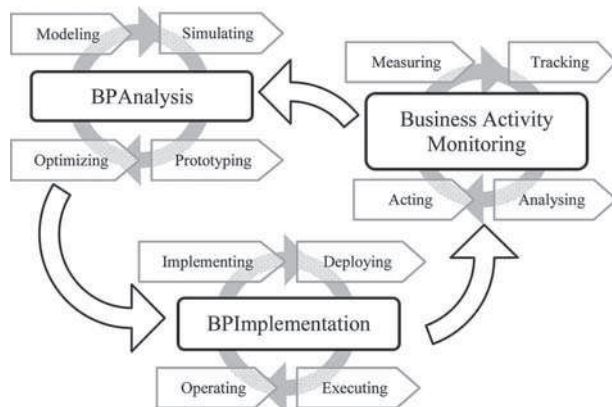 Modeling
Simulating
BPAnalysis
Optimizing
Prototyping
Measuring
Tracking
Business Activity
Monitoring
Acting
Analysing
Implementing
Deploying
BPImplementation
Operating
Executing